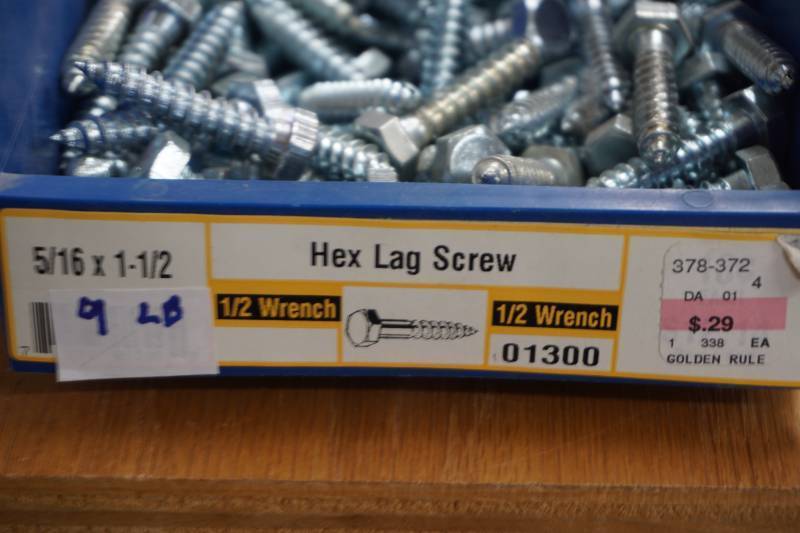 5/16 x 1-1/2
9 LB
Hex Lag Screw
1/2 Wrench
1/2 Wrench
01300
378-372
4
DA 01
$.29
1 338 EA
GOLDEN RULE